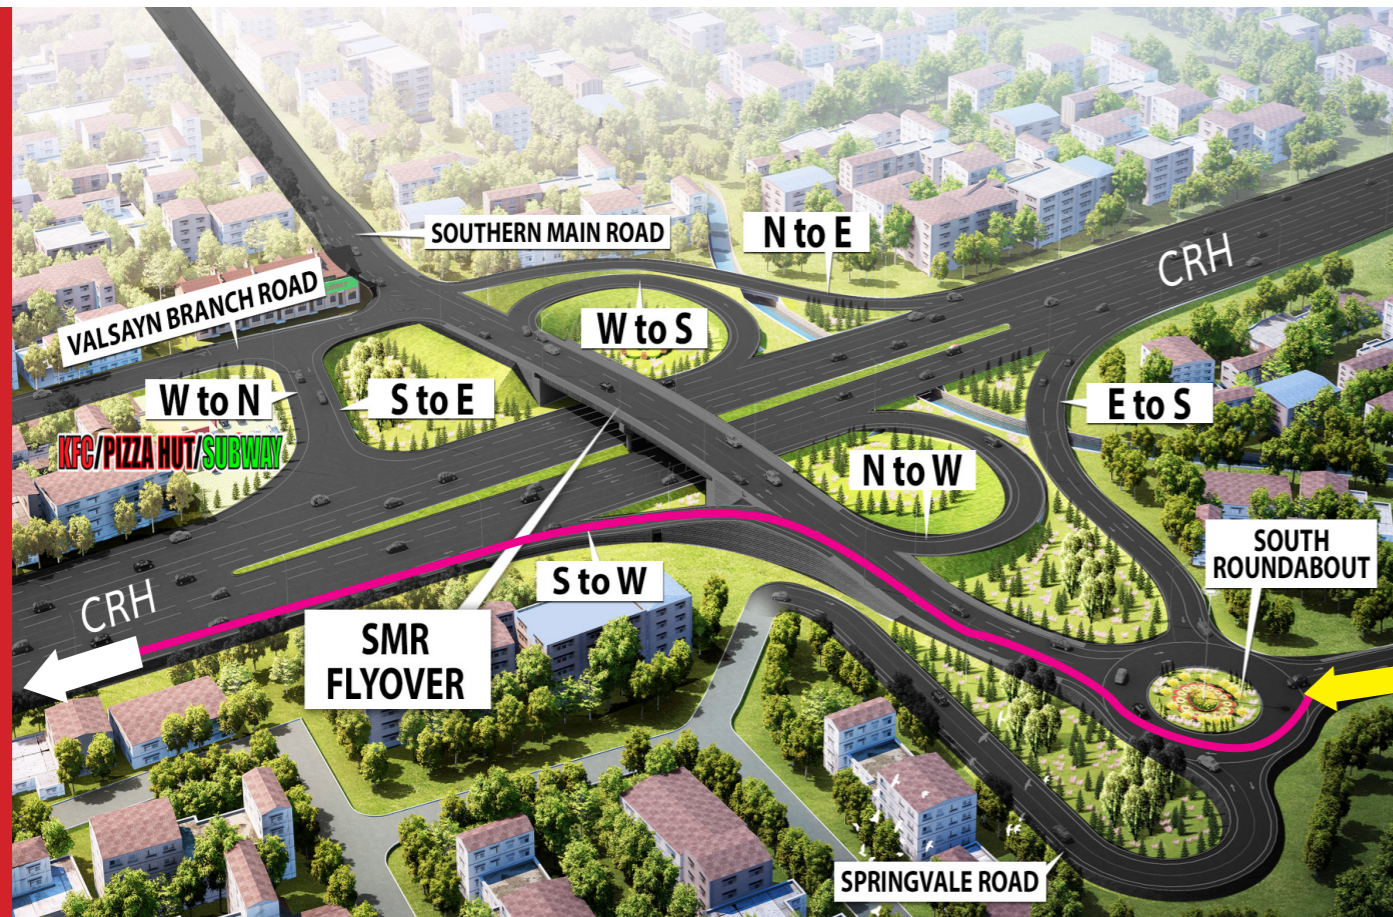 SOUTHERN MAIN ROAD
N to E
CRH
VALSAYN BRANCH ROAD
W to S
W to N
S to E
E to S
KFC/PIZZA HUT/SUBWAY
N to W
SOUTH
ROUNDABOUT
S to W
CRH
SMR
FLYOVER
SPRINGVALE ROAD